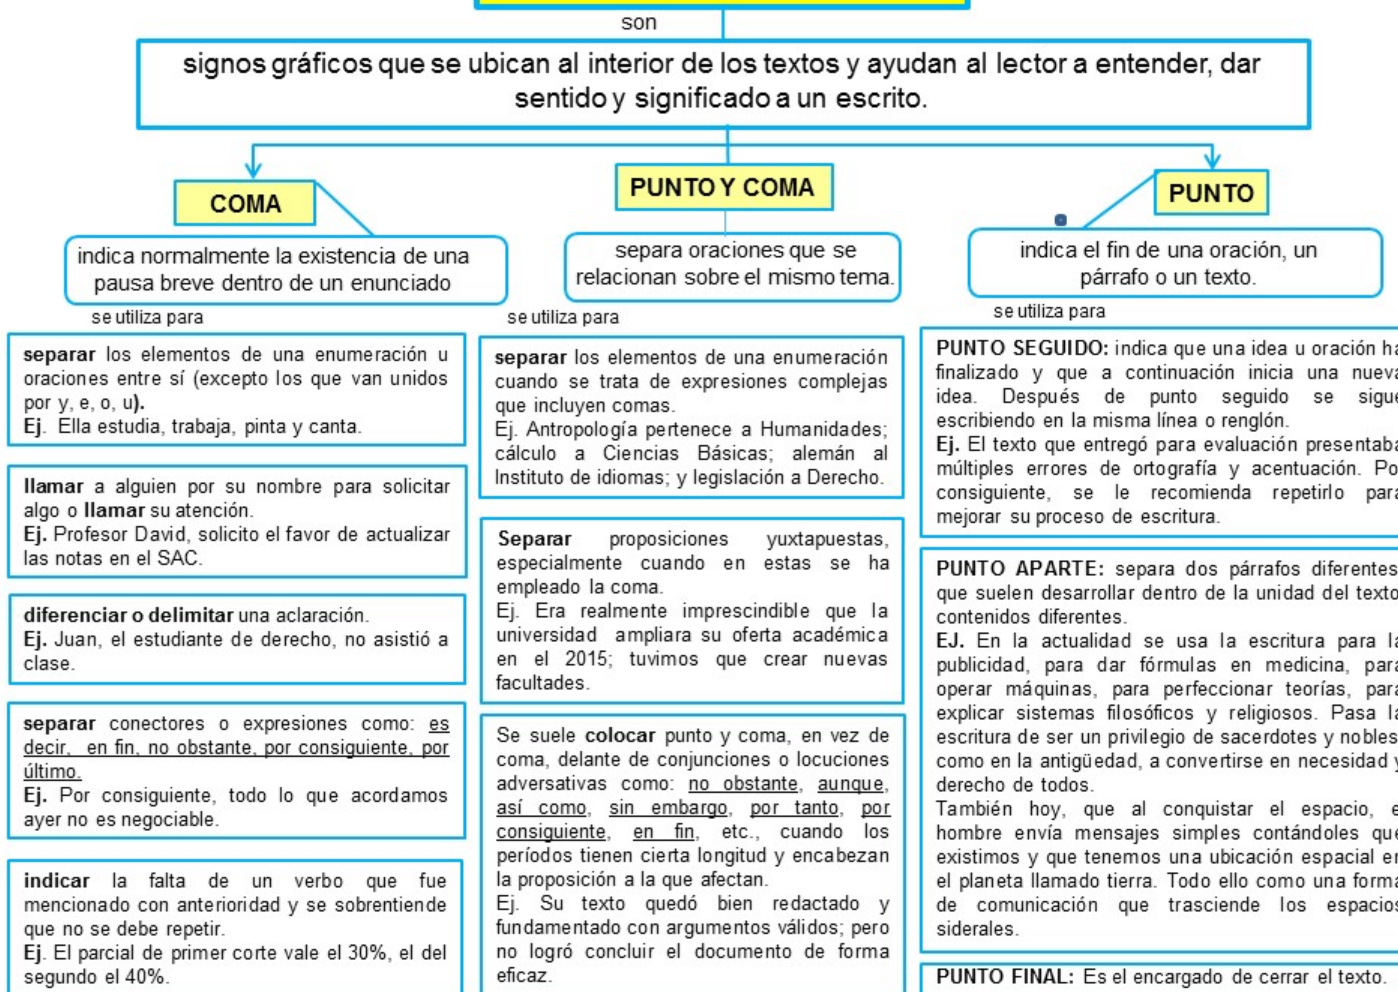 son
signos gráficos que se ubican al interior de los textos y ayudan al lector a entender, dar
sentido y significado a un escrito.
COMA
indica normalmente la existencia de una
pausa breve dentro de un enunciado
se utiliza para
separar los elementos de una enumeración u
oraciones entre sí (excepto los que van unidos
por y, e, o, u).
Ej. Ella estudia, trabaja, pinta y canta.
llamar a alguien por su nombre para solicitar
algo o llamar su atención.
Ej. Profesor David, solicito el favor de actualizar
las notas en el SAC.
diferenciar o delimitar una aclaración.
Ej. Juan, el estudiante de derecho, no asistió a
clase.
separar conectores o expresiones como: es
decir, en fin, no obstante, por consiguiente, por
último.
Ej. Por consiguiente, todo lo que acordamos
ayer no es negociable.
indicar la falta de un verbo que fue
mencionado con anterioridad y se sobrentiende
que no se debe repetir.
Ej. El parcial de primer corte vale el 30%, el del
segundo el 40%.
PUNTO Y COMA
separa oraciones que se
relacionan sobre el mismo tema.
se utiliza para
separar los elementos de una enumeración
cuando se trata de expresiones complejas
que incluyen comas.
Ej. Antropología pertenece a Humanidades;
cálculo a Ciencias Básicas; alemán al
Instituto de idiomas; y legislación a Derecho.
Separar proposiciones yuxtapuestas,
especialmente cuando en estas se ha
empleado la coma.
Ej. Era realmente imprescindible que la
universidad ampliara su oferta académica
en el 2015; tuvimos que crear nuevas
facultades.
Se suele colocar punto y coma, en vez de
coma, delante de conjunciones o locuciones
adversativas como: no obstante, aunque,
así como, sin embargo, por tanto, por
consiguiente, en fin, etc., cuando los
períodos tienen cierta longitud y encabezan
la proposición a la que afectan.
Ej. Su texto quedó bien redactado y
fundamentado con argumentos válidos; pero
no logró concluir el documento de forma
eficaz.
PUNTO
indica el fin de una oración, un
párrafo o un texto.
se utiliza para
PUNTO SEGUIDO: indica que una idea u oración ha
finalizado y que a continuación inicia una nueva
idea. Después de punto seguido se sigue
escribiendo en la misma línea o renglón.
Ej. El texto que entregó para evaluación presentaba
múltiples errores de ortografía y acentuación. Po
consiguiente, se le recomienda repetirlo para
mejorar su proceso de escritura.
PUNTO APARTE: separa dos párrafos diferentes
que suelen desarrollar dentro de la unidad del texto
contenidos diferentes.
EJ. En la actualidad se usa la escritura para la
publicidad, para dar fórmulas en medicina, para
operar máquinas, para perfeccionar teorías, para
explicar sistemas filosóficos y religiosos. Pasa la
escritura de ser un privilegio de sacerdotes y nobles
como en la antigüedad, a convertirse en necesidad y
derecho de todos.
También hoy, que al conquistar el espacio, e
hombre envía mensajes simples contándoles que
existimos y que tenemos una ubicación espacial en
el planeta llamado tierra. Todo ello como una forma
de comunicación que trasciende los espacios
siderales.
PUNTO FINAL: Es el encargado de cerrar el texto.